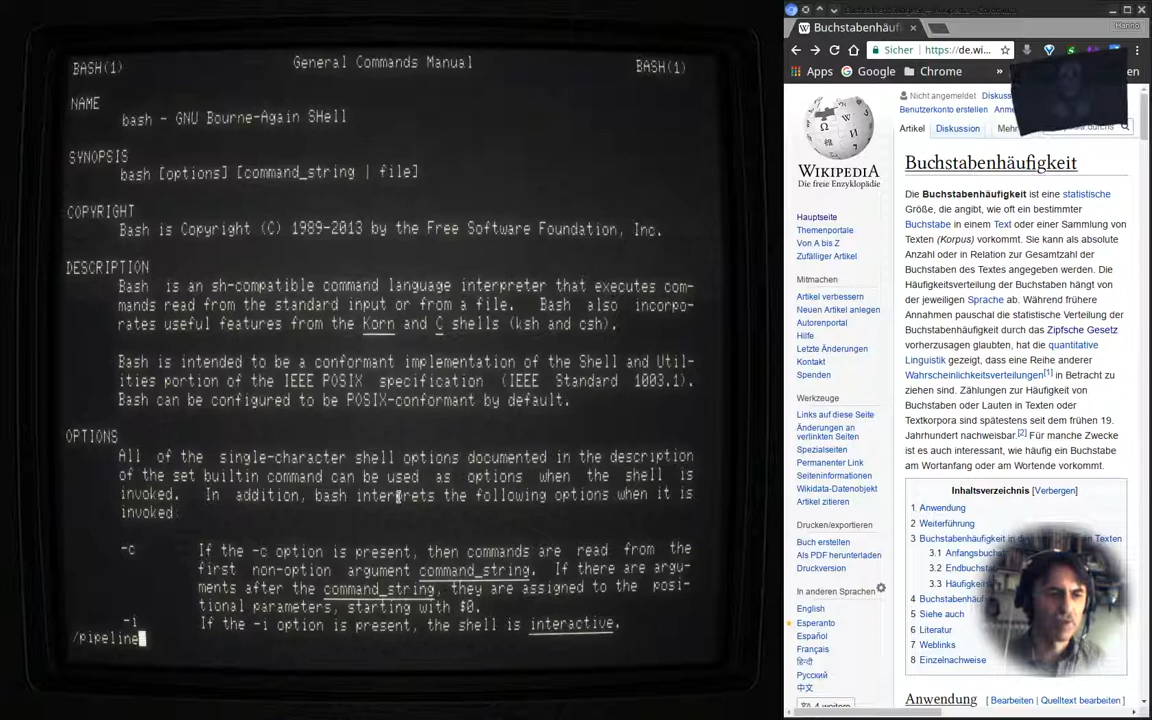 BASH(1) General Commands Manual BASH(1)
NAME
bash - GNU Bourne-Again SHell
SYNOPSIS
bash [options] [command_string | file]
COPYRIGHT
Bash is Copyright (C) 1989-2013 by the Free Software Foundation, Inc.
DESCRIPTION
Bash is an sh-compatible command language interpreter that executes com-
mands read from the standard input or from a file. Bash also incorpo-
rates useful features from the Korn and C shells (ksh and csh).
Bash is intended to be a conformant implementation of the Shell and Util-
ities portion of the IEEE POSIX specification (IEEE Standard 1003.1).
Bash can be configured to be POSIX-conformant by default.
OPTIONS
All of the single-character shell options documented in the description
of the set builtin command can be used as options when the shell is
invoked. In addition, bash interprets the following options when it is
invoked:
-c If the -c option is present, then commands are read from the
first non-option argument command_string. If there are argu-
ments after the command_string, they are assigned to the posi-
tional parameters, starting with $0.
-i If the -i option is present, the shell is interactive.
/pipeline
Buchstabenhäufi
Hanno
Sicher https://de.wi...
Apps Google Chrome » en
WIKIPEDIA
Die freie Enzyklopädie
Hauptseite
Themenportale
Von A bis Z
Zufälliger Artikel
Mitmachen
Artikel verbessern
Neuen Artikel anlegen
Autorenportal
Hilfe
Letzte Änderungen
Kontakt
Spenden
Werkzeuge
Links auf diese Seite
Änderungen an
verlinkten Seiten
Spezialseiten
Permanenter Link
Seiteninformationen
Wikidata-Datenobjekt
Artikel zitieren
Drucken/exportieren
Buch erstellen
Als PDF herunterladen
Druckversion
In anderen Sprachen
English
Esperanto
Español
Français
हिन्दी
Русский
中文
4 weitere
Nicht angemeldet Diskuss
Benutzerkonto erstellen Anme
Artikel Diskussion Mehr
Buchstabenhäufigkeit
Die Buchstabenhäufigkeit ist eine statistische
Größe, die angibt, wie oft ein bestimmter
Buchstabe in einem Text oder einer Sammlung von
Texten (Korpus) vorkommt. Sie kann als absolute
Anzahl oder in Relation zur Gesamtzahl der
Buchstaben des Textes angegeben werden. Die
Häufigkeitsverteilung der Buchstaben hängt von
der jeweiligen Sprache ab. Während frühere
Annahmen pauschal die statistische Verteilung der
Buchstabenhäufigkeit durch das Zipfsche Gesetz
vorherzusagen glaubten, hat die quantitative
Linguistik gezeigt, dass eine Reihe anderer
Wahrscheinlichkeitsverteilungen[1] in Betracht zu
ziehen sind. Zählungen zur Häufigkeit von
Buchstaben oder Lauten in Texten oder
Textkorpora sind spätestens seit dem frühen 19.
Jahrhundert nachweisbar.[2] Für manche Zwecke
ist es auch interessant, wie häufig ein Buchstabe
am Wortanfang oder am Wortende vorkommt.
Inhaltsverzeichnis [Verbergen]
1 Anwendung
2 Weiterführung
3 Buchstabenhäufigkeit in Texten
3.1 Anfangsbuchst
3.2 Endbuchst
3.3 Häufigk
4 Buchstabenhäuf
5 Siehe auch
6 Literatur
7 Weblinks
8 Einzelnachweise
Anwendung [ Bearbeiten | Quelltext bearbeiten ]